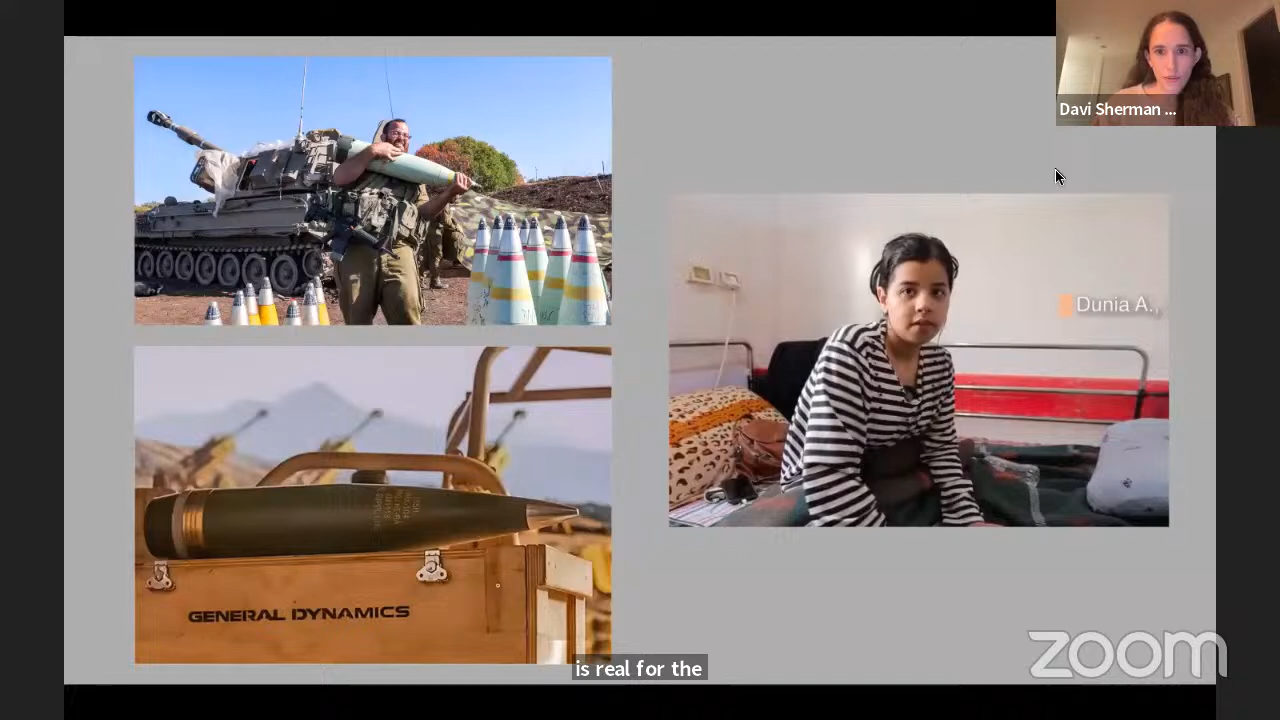 Davi Sherman ...
Dunia A.,
GENERAL DYNAMICS
is real for the
zoom